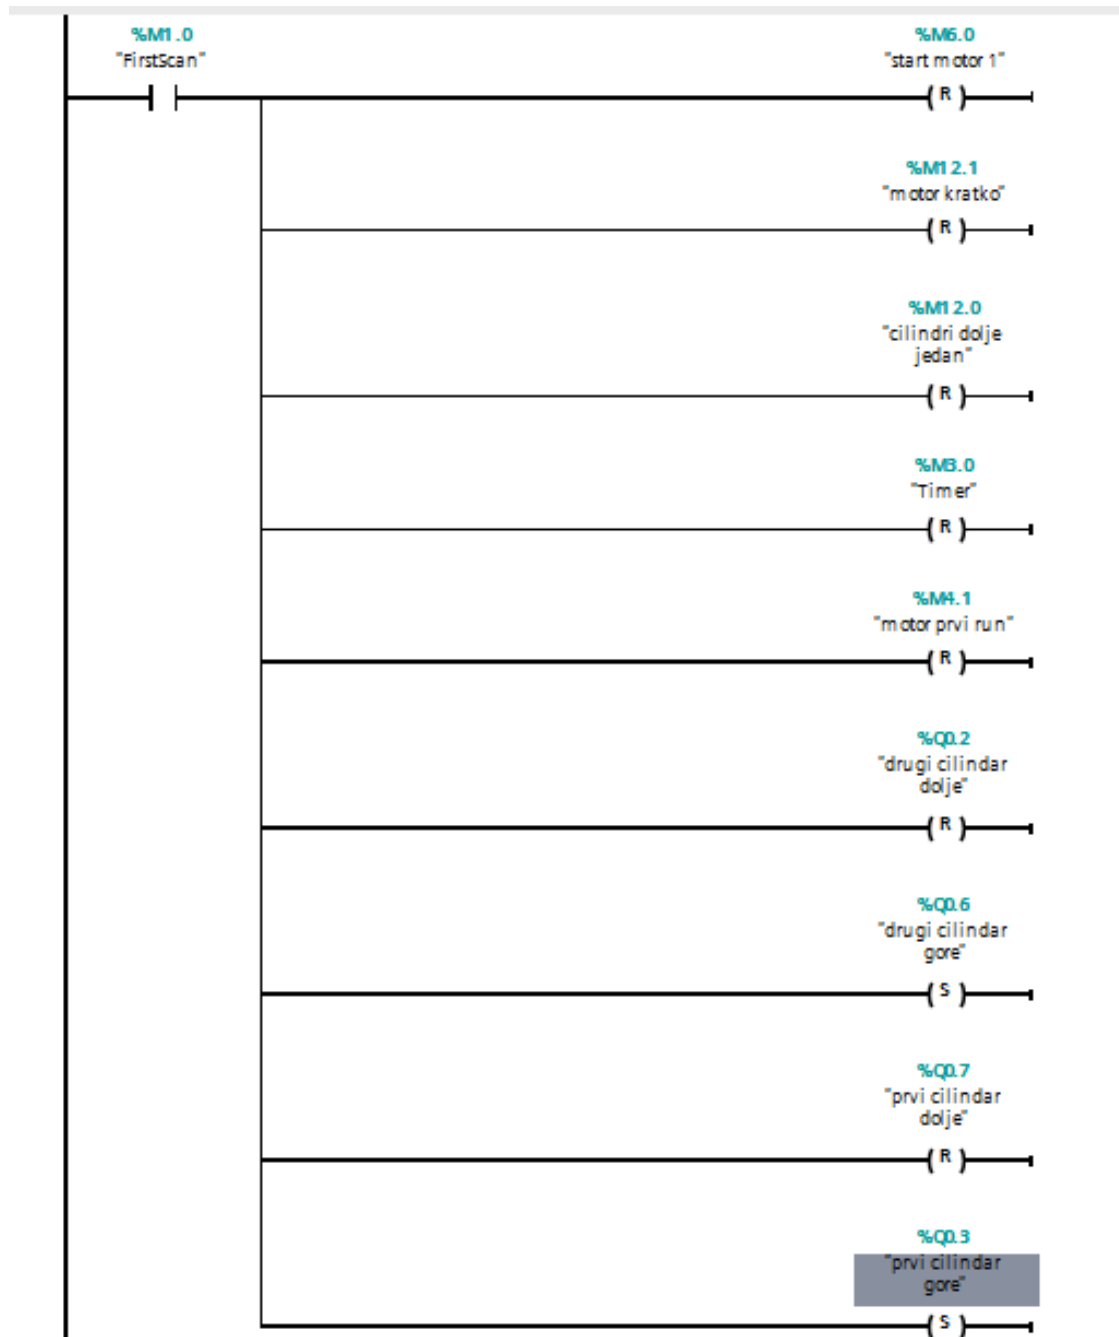 %M1.0
"FirstScan"
%M6.0
"start motor 1"
( R )
%M12.1
"motor kratko"
( R )
%M12.0
"cilindri dolje
jedan"
( R )
%M3.0
"Timer"
( R )
%M4.1
"motor prvi run"
( R )
%Q0.2
"drugi cilindar
dolje"
( R )
%Q0.6
"drugi cilindar
gore"
( S )
%Q0.7
"prvi cilindar
dolje"
( R )
%Q0.3
"prvi cilindar
gore"
( S )